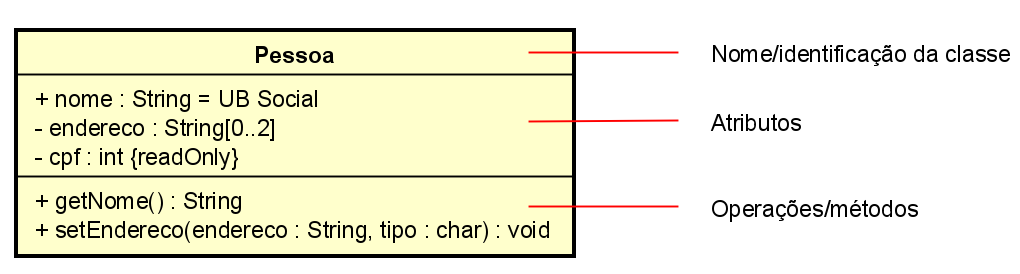 Pessoa
Nome/identificação da classe
+ nome : String = UB Social
- endereco : String[0..2]
- cpf : int {readOnly}
Atributos
+ getNome() : String
+ setEndereco(endereco : String, tipo : char) : void
Operações/métodos